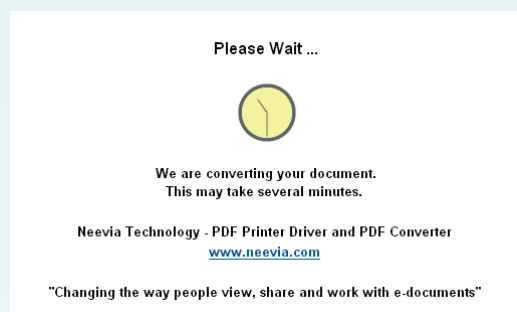 Please Wait ...
We are converting your document.
This may take several minutes.
Neevia Technology - PDF Printer Driver and PDF Converter
www.neevia.com
"Changing the way people view, share and work with e-documents"